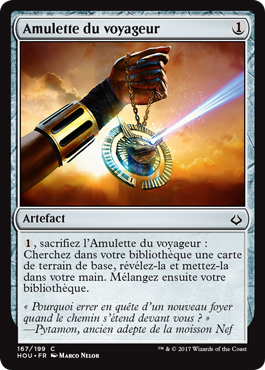 Amulette du voyageur 1
Artefact
1, sacrifiez l'Amulette du voyageur :
Cherchez dans votre bibliothèque une carte
de terrain de base, révélez-la et mettez-la
dans votre main. Mélangez ensuite votre
bibliothèque.
« Pourquoi errer en quête d'un nouveau foyer
quand le chemin s'étend devant vous ? »
—Pytamon, ancien adepte de la moisson Nef
167/199 C
HOU • FR Marco Nelor
™ & © 2017 Wizards of the Coast